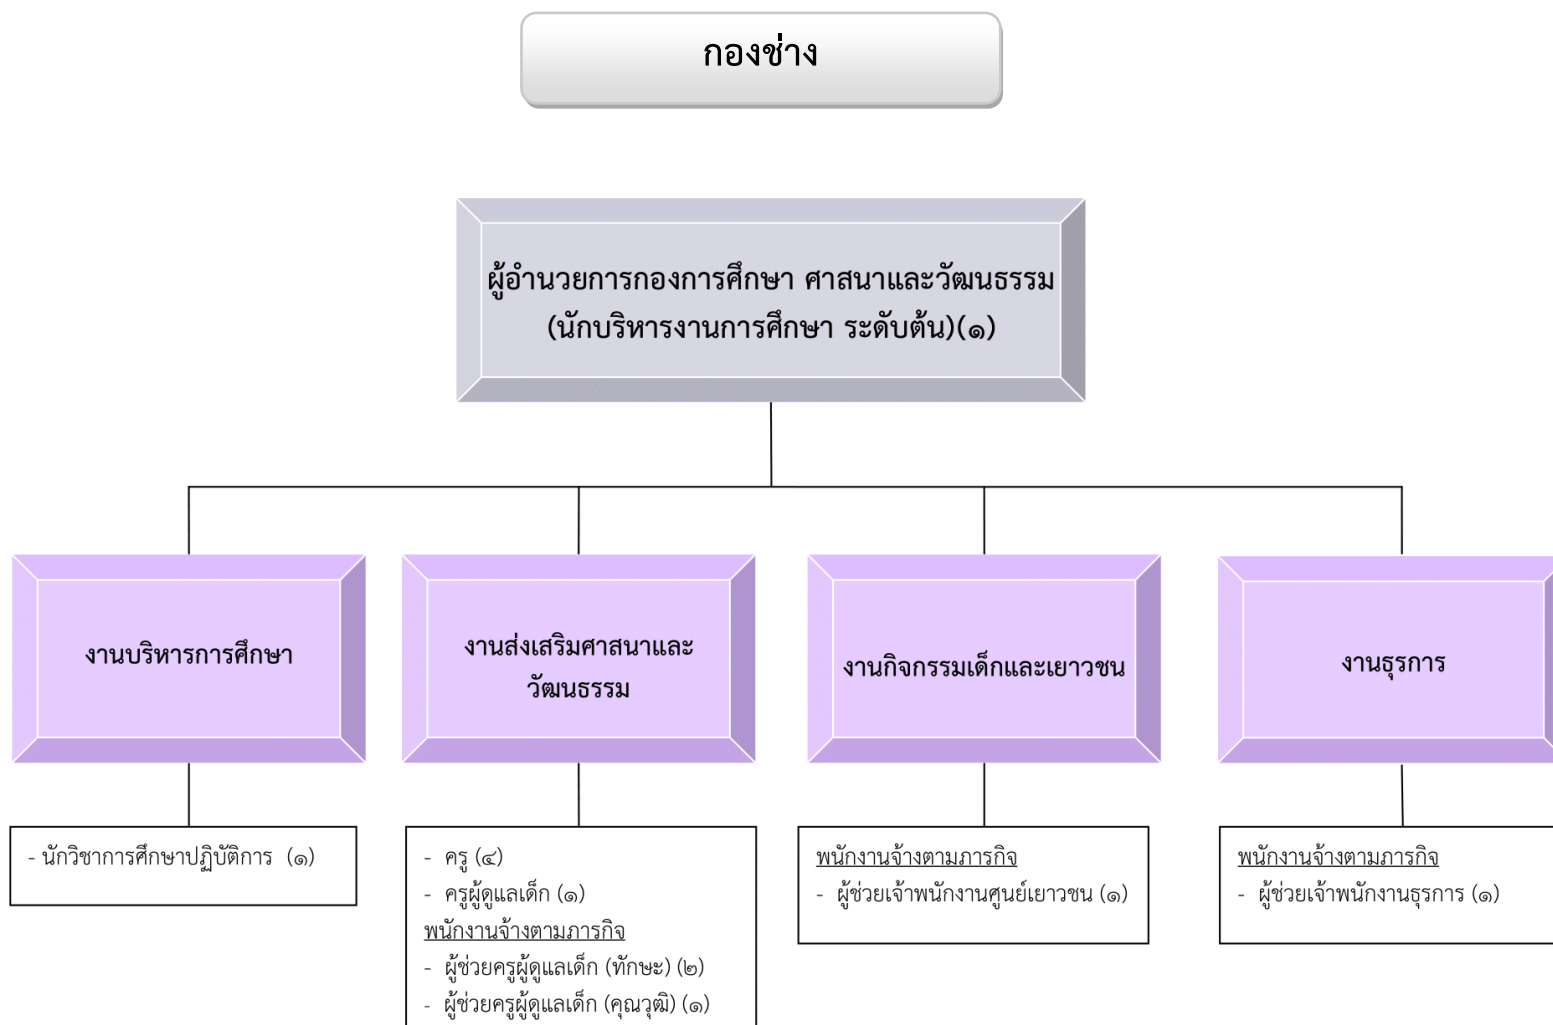 กองช่าง
ผู้อำนวยการกองการศึกษา ศาสนาและวัฒนธรรม
(นักบริหารงานการศึกษา ระดับต้น)(๑)
งานบริหารการศึกษา
งานส่งเสริมศาสนาและ
วัฒนธรรม
งานกิจกรรมเด็กและเยาวชน
งานธุรการ
- นักวิชาการศึกษาปฏิบัติการ (๑)
- ครู (๔)
- ครูผู้ดูแลเด็ก (๑)
พนักงานจ้างตามภารกิจ
- ผู้ช่วยครูผู้ดูแลเด็ก (ทักษะ) (๒)
- ผู้ช่วยครูผู้ดูแลเด็ก (คุณวุฒิ) (๑)
พนักงานจ้างตามภารกิจ
- ผู้ช่วยเจ้าพนักงานศูนย์เยาวชน (๑)
พนักงานจ้างตามภารกิจ
- ผู้ช่วยเจ้าพนักงานธุรการ (๑)